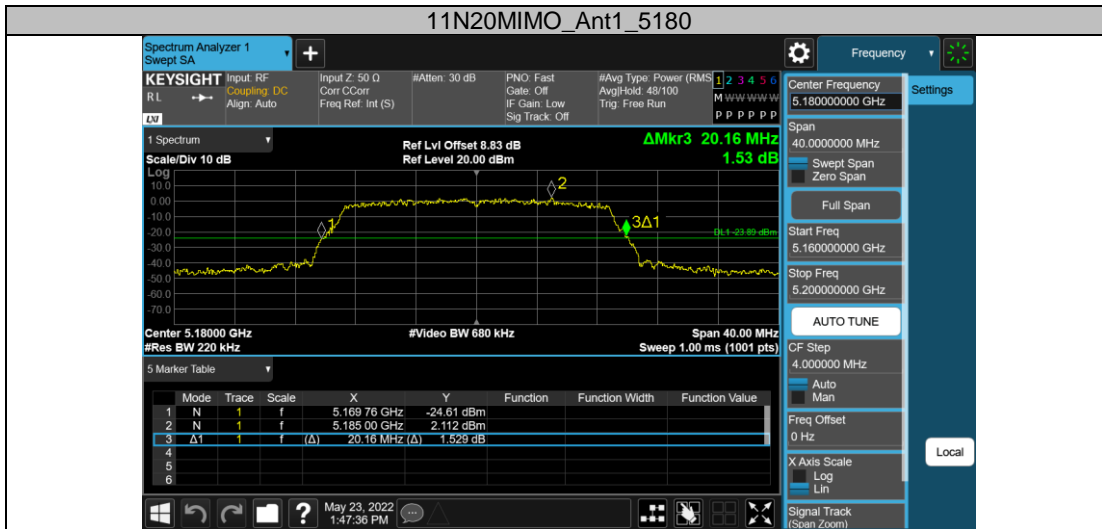 11N20MIMO_Ant1_5180
Spectrum Analyzer 1
Swept SA
+
Frequency
KEYSIGHT
RL
LXI
Input: RF
Coupling: DC
Align: Auto
Input Z: 50 Ω
Corr CCorr
Freq Ref: Int (S)
#Atten: 30 dB
PNO: Fast
Gate: Off
IF Gain: Low
Sig Track: Off
#Avg Type: Power (RMS
Avg|Hold: 48/100
Trig: Free Run
1 2 3 4 5 6
M W W W W W
P P P P P P
1 Spectrum
Scale/Div 10 dB
Ref Lvl Offset 8.83 dB
Ref Level 20.00 dBm
ΔMkr3 20.16 MHz
1.53 dB
Log
10.0
0.00
-10.0
-20.0
-30.0
-40.0
-50.0
-60.0
-70.0
1
2
3Δ1
DL1 -23.89 dBm
Center 5.18000 GHz
#Res BW 220 kHz
#Video BW 680 kHz
Span 40.00 MHz
Sweep 1.00 ms (1001 pts)
5 Marker Table
Mode Trace Scale X Y Function Function Width Function Value
1 N 1 f 5.169 76 GHz -24.61 dBm
2 N 1 f 5.185 00 GHz 2.112 dBm
3 Δ1 1 f (Δ) 20.16 MHz (Δ) 1.529 dB
4
5
6
Center Frequency
5.180000000 GHz
Span
40.0000000 MHz
Swept Span
Zero Span
Full Span
Start Freq
5.160000000 GHz
Stop Freq
5.200000000 GHz
AUTO TUNE
CF Step
4.000000 MHz
Auto
Man
Freq Offset
0 Hz
X Axis Scale
Log
Lin
Signal Track
(Span Zoom)
Settings
Local
?
May 23, 2022
1:47:36 PM